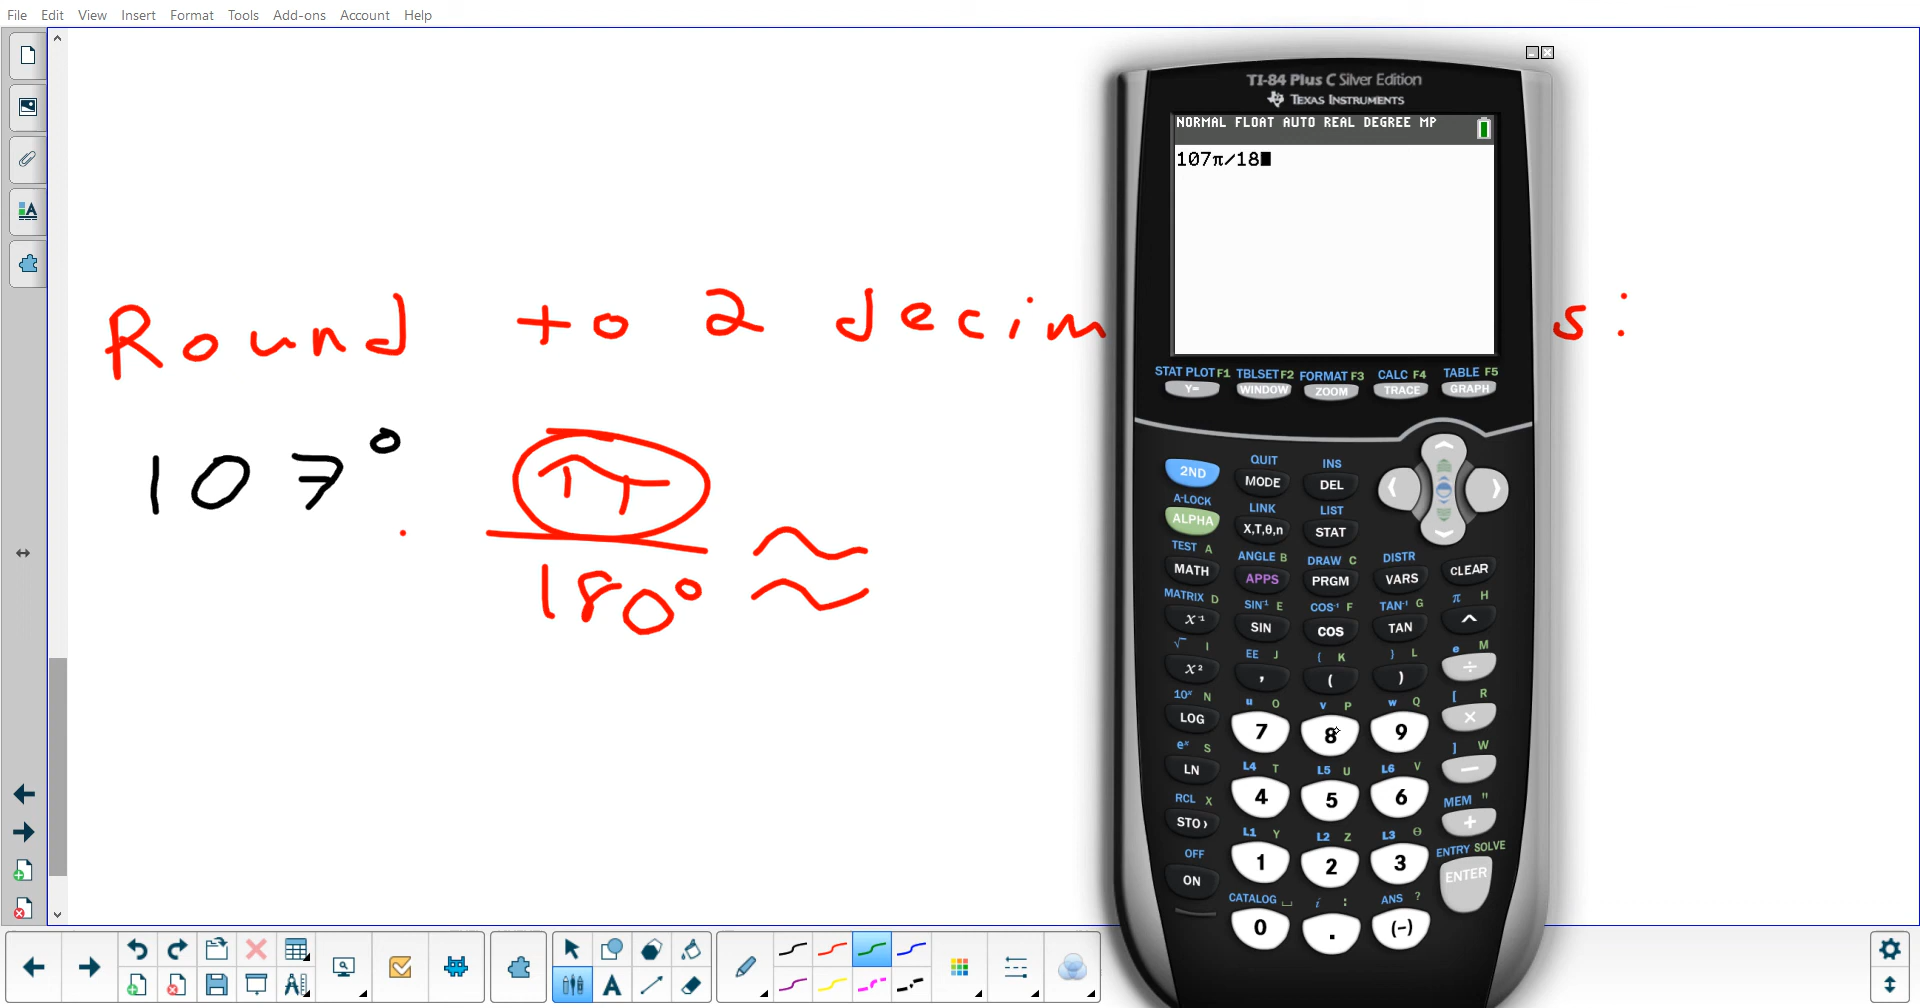 File Edit View Insert Format Tools Add-ons Account Help
TI-84 Plus C Silver Edition
TEXAS INSTRUMENTS
NORMAL FLOAT AUTO REAL DEGREE MP
107π/18
Round to 2 decim s:
107° · π/180° ≈
STAT PLOT F1 TBLSET F2 FORMAT F3 CALC F4 TABLE F5
Y= WINDOW ZOOM TRACE GRAPH
QUIT INS
2ND MODE DEL
A-LOCK LINK LIST
ALPHA X,T,θ,n STAT
TEST A ANGLE B DRAW C DISTR
MATH APPS PRGM VARS CLEAR
MATRIX D SIN⁻¹ E COS⁻¹ F TAN⁻¹ G π H
X⁻¹ SIN COS TAN ^
√‾ I EE J { K } L e M
X² , ( ) ÷
10ˣ N u O v P w Q [ R
LOG 7 8 9 ×
eˣ S L4 T L5 U L6 V ] W
LN 4 5 6 −
RCL X L1 Y L2 Z L3 θ MEM "
STO› 1 2 3 +
OFF CATALOG ⎵ i : ANS ? ENTRY SOLVE
ON 0 . (-) ENTER